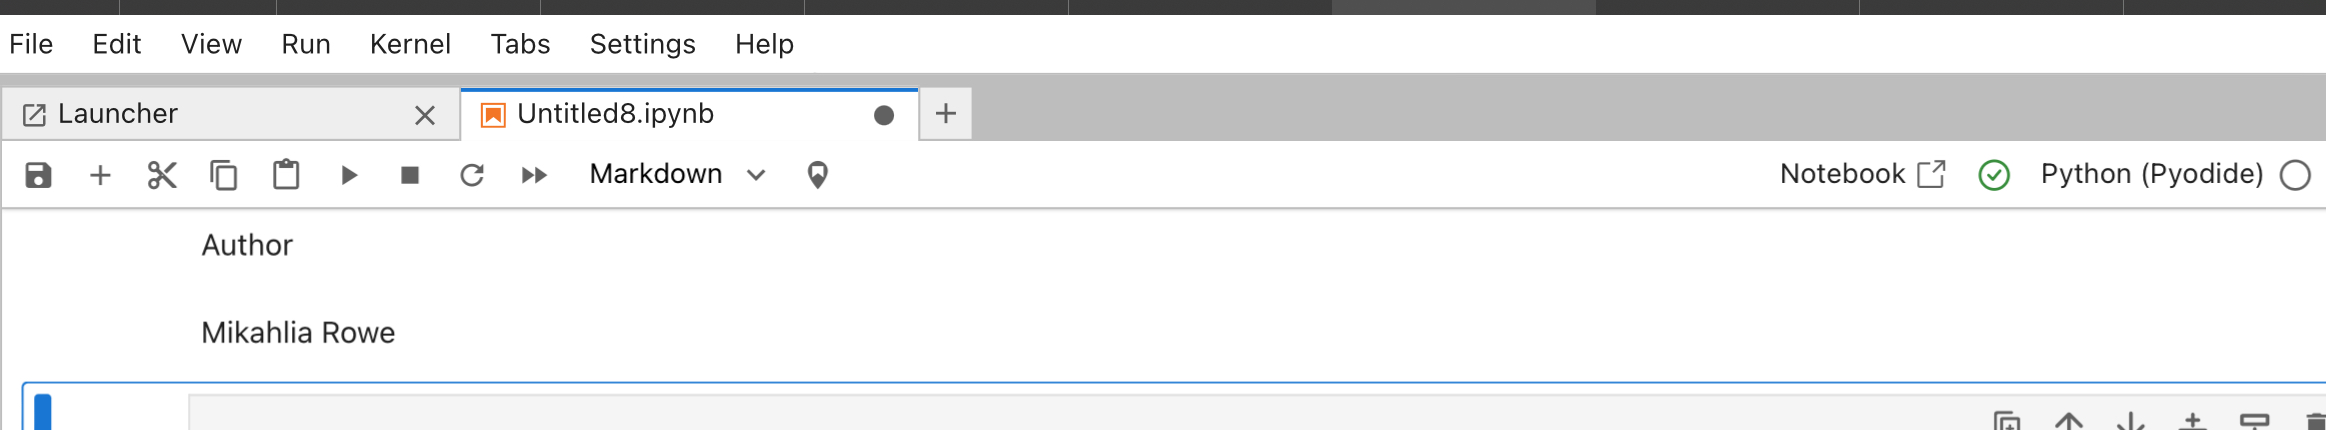 File Edit View Run Kernel Tabs Settings Help
Launcher Untitled8.ipynb
Markdown Notebook Python (Pyodide)
Author
Mikahlia Rowe